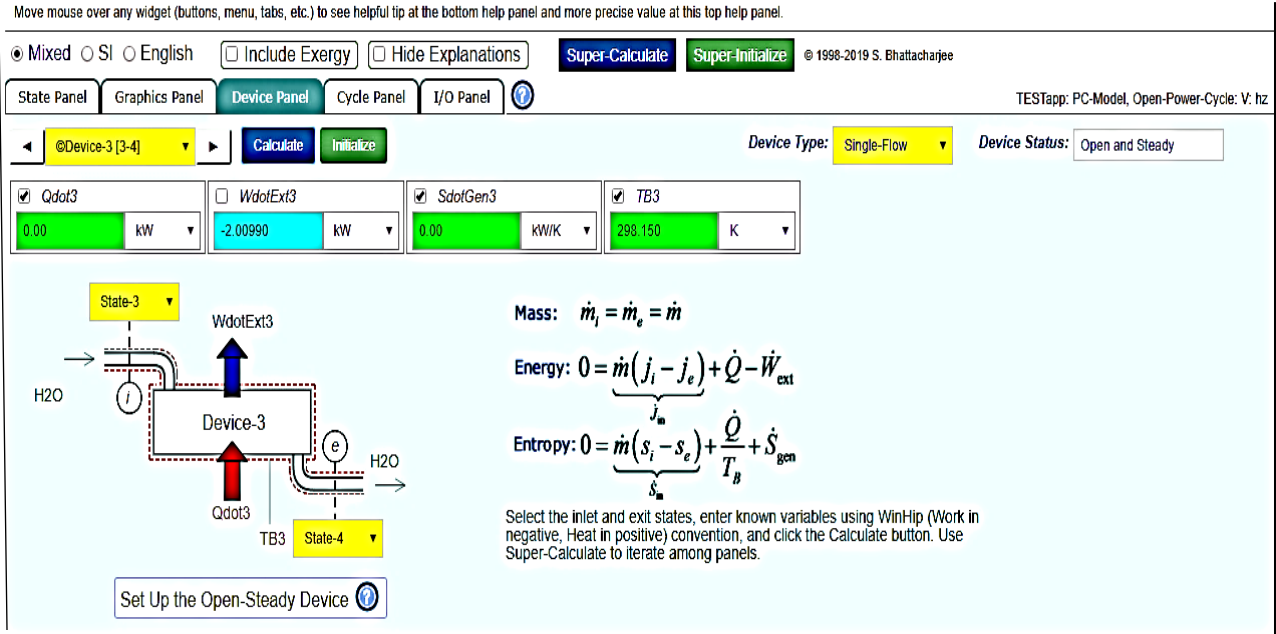 Move mouse over any widget (buttons, menu, tabs, etc.) to see helpful tip at the bottom help panel and more precise value at this top help panel.
Mixed SI English Include Exergy Hide Explanations Super-Calculate Super-Initialize © 1998-2019 S. Bhattacharjee
State Panel Graphics Panel Device Panel Cycle Panel I/O Panel ? TESTapp: PC-Model, Open-Power-Cycle: V: hz
©Device-3 [3-4] Calculate Initialize Device Type: Single-Flow Device Status: Open and Steady
Qdot3 WdotExt3 SdotGen3 TB3
0.00 kW -2.00990 kW 0.00 kW/K 298.150 K
State-3
WdotExt3
H2O
i
Device-3
e
H2O
Qdot3
TB3
State-4
Set Up the Open-Steady Device ?
Mass: ṁᵢ = ṁₑ = ṁ
Energy: 0 = ṁ(jᵢ − jₑ) + Q̇ − Ẇ_ext
J̇_in
Entropy: 0 = ṁ(sᵢ − sₑ) + Q̇/T_B + Ṡ_gen
Ṡ_in
Select the inlet and exit states, enter known variables using WinHip (Work in
negative, Heat in positive) convention, and click the Calculate button. Use
Super-Calculate to iterate among panels.